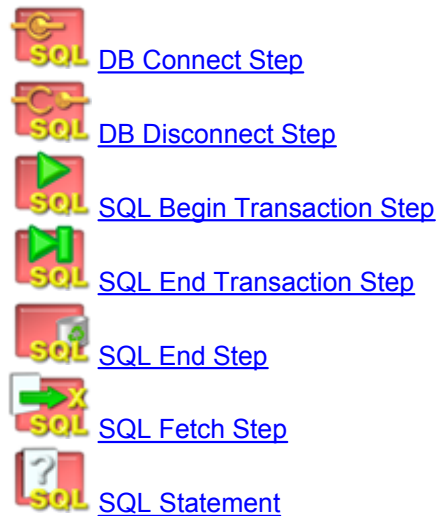 SQL DB Connect Step
SQL DB Disconnect Step
SQL SQL Begin Transaction Step
SQL SQL End Transaction Step
SQL SQL End Step
X
SQL SQL Fetch Step
?
SQL SQL Statement